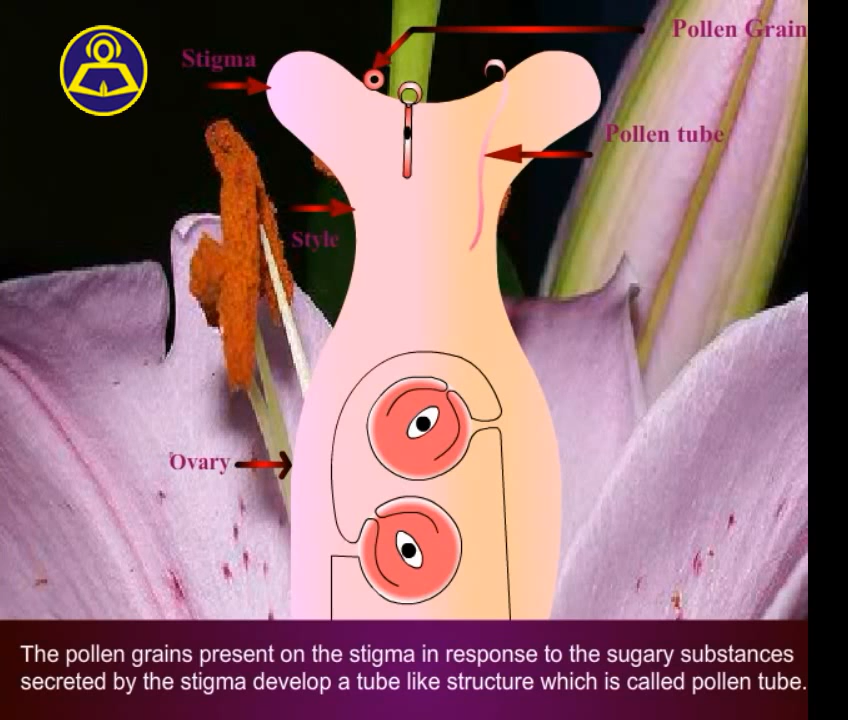 Pollen Grain
Stigma
Pollen tube
Style
Ovary
The pollen grains present on the stigma in response to the sugary substances
secreted by the stigma develop a tube like structure which is called pollen tube.